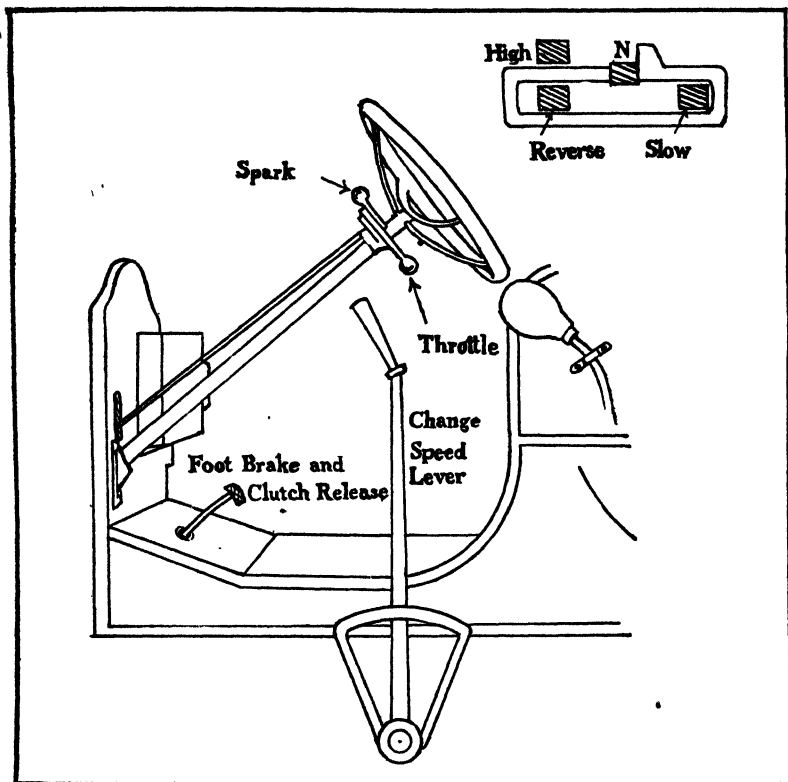 High N
Reverse Slow
Spark
Throttle
Change
Speed
Lever
Foot Brake and
Clutch Release